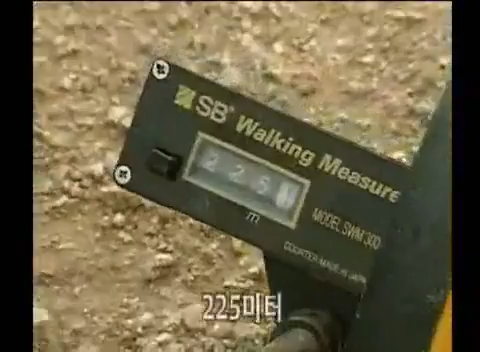 SB® Walking Measure
225
m
MODEL SWM 300
COUNTER MADE IN JAPAN
225미터